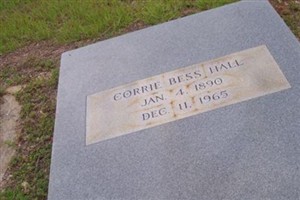 CORRIE BESS HALL
JAN. 4. 1890
DEC. 11. 1965